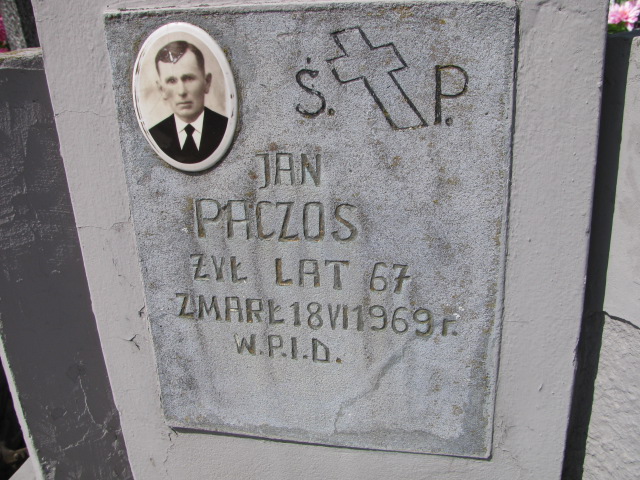 Ś. P.
JAN
PACZOS
ŻYŁ LAT 67
ZMARŁ 18 VI 1969 r.
W.P.I.D.